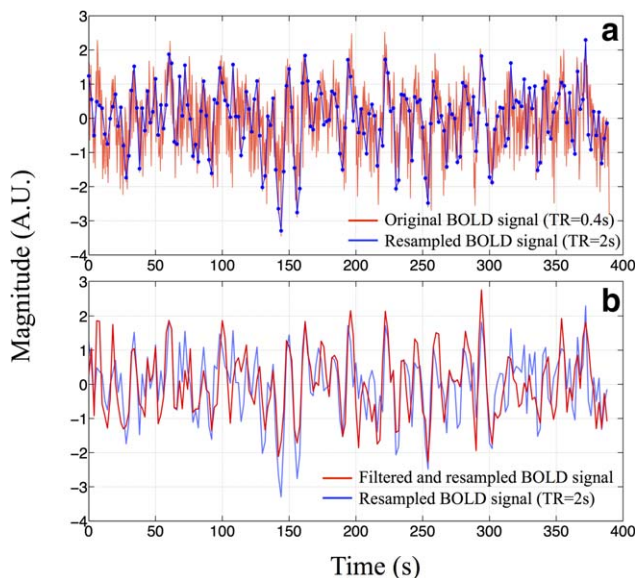 a
3
2
1
0
-1
-2
-3
-4
Original BOLD signal (TR=0.4s)
Resampled BOLD signal (TR=2s)
0 50 100 150 200 250 300 350 400
Magnitude (A.U.)
b
3
2
1
0
-1
-2
-3
-4
Filtered and resampled BOLD signal
Resampled BOLD signal (TR=2s)
0 50 100 150 200 250 300 350 400
Time (s)